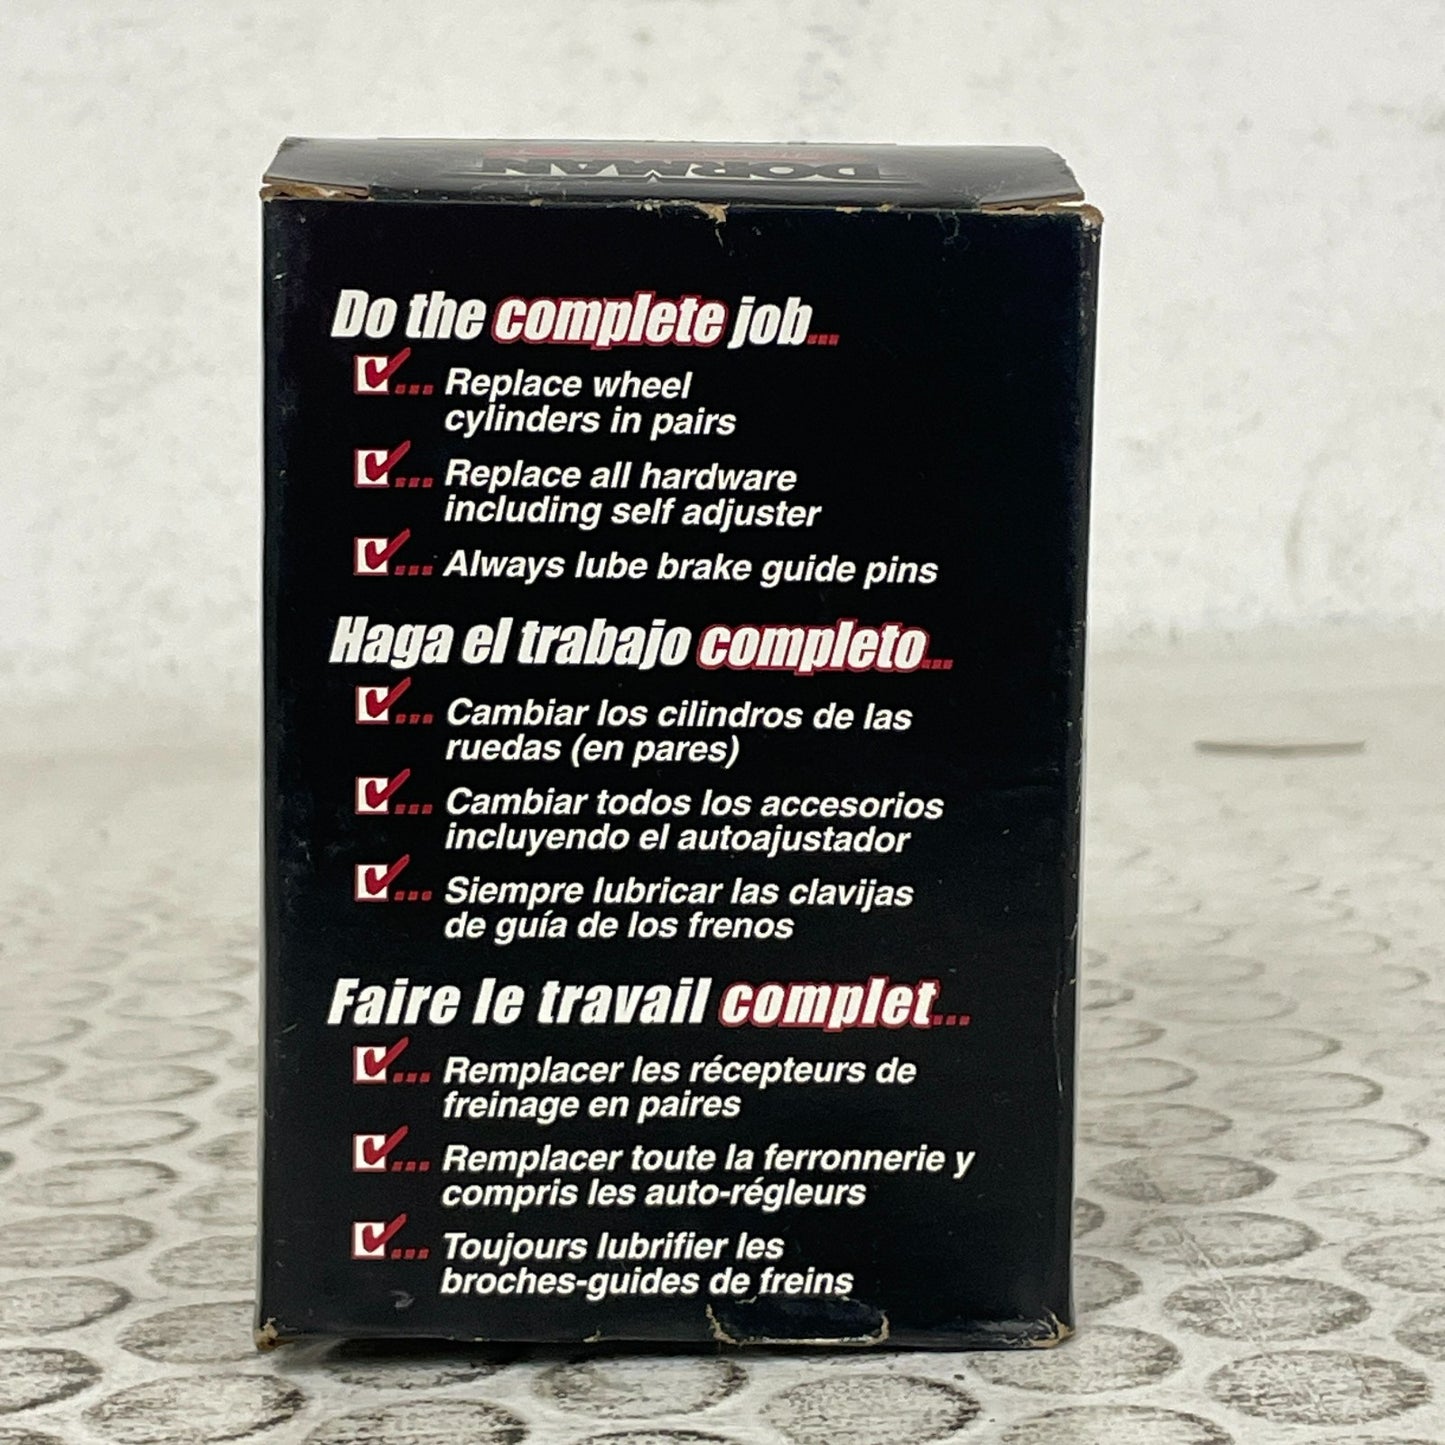 DORMAN
Do the complete job...
... Replace wheel
cylinders in pairs
... Replace all hardware
including self adjuster
... Always lube brake guide pins
Haga el trabajo completo...
... Cambiar los cilindros de las
ruedas (en pares)
... Cambiar todos los accesorios
incluyendo el autoajustador
... Siempre lubricar las clavijas
de guía de los frenos
Faire le travail complet...
... Remplacer les récepteurs de
freinage en paires
... Remplacer toute la ferronnerie y
compris les auto-régleurs
... Toujours lubrifier les
broches-guides de freins